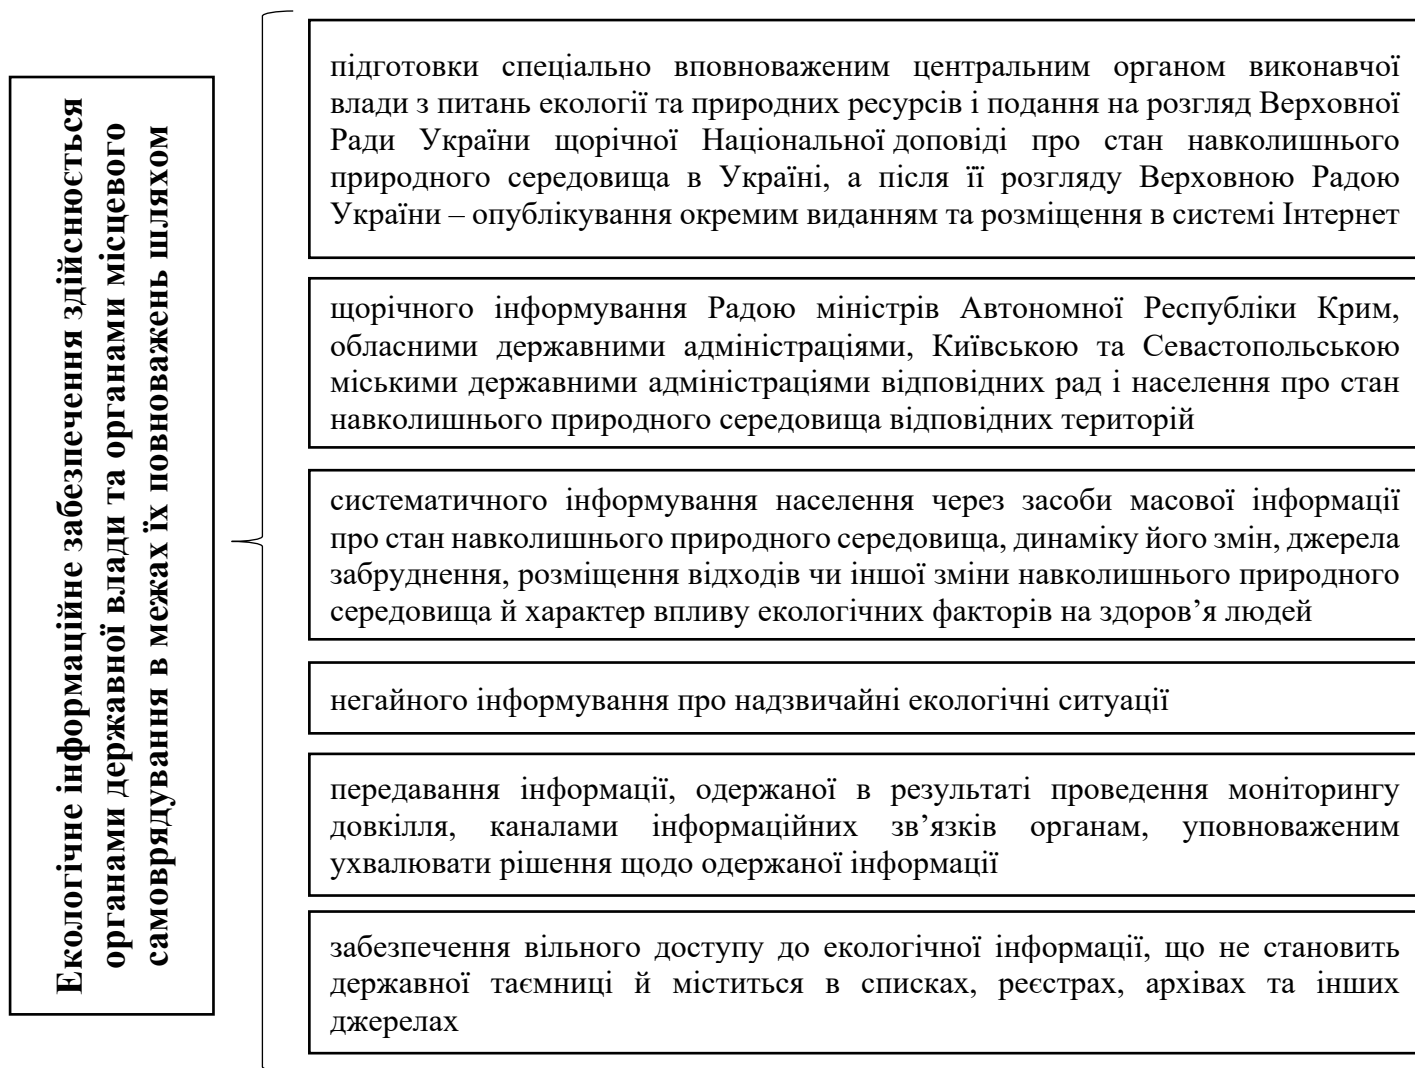 Екологічне інформаційне забезпечення здійснюється
органами державної влади та органами місцевого
самоврядування в межах їх повноважень шляхом
підготовки спеціально вповноваженим центральним органом виконавчої
влади з питань екології та природних ресурсів і подання на розгляд Верховної
Ради України щорічної Національної доповіді про стан навколишнього
природного середовища в Україні, а після її розгляду Верховною Радою
України – опублікування окремим виданням та розміщення в системі Інтернет
щорічного інформування Радою міністрів Автономної Республіки Крим,
обласними державними адміністраціями, Київською та Севастопольською
міськими державними адміністраціями відповідних рад і населення про стан
навколишнього природного середовища відповідних територій
систематичного інформування населення через засоби масової інформації
про стан навколишнього природного середовища, динаміку його змін, джерела
забруднення, розміщення відходів чи іншої зміни навколишнього природного
середовища й характер впливу екологічних факторів на здоров’я людей
негайного інформування про надзвичайні екологічні ситуації
передавання інформації, одержаної в результаті проведення моніторингу
довкілля, каналами інформаційних зв’язків органам, уповноваженим
ухвалювати рішення щодо одержаної інформації
забезпечення вільного доступу до екологічної інформації, що не становить
державної таємниці й міститься в списках, реєстрах, архівах та інших
джерелах